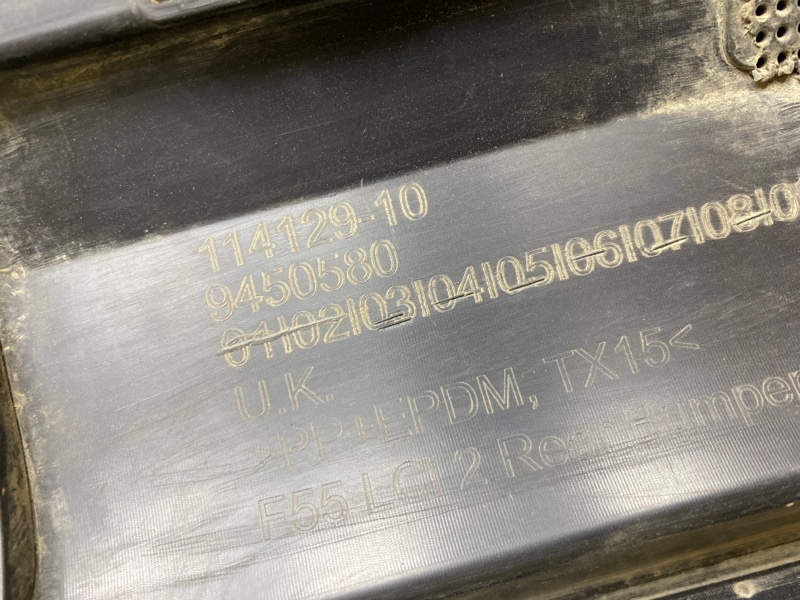 114129-10
9450580
01|02|03|04|05|06|07|08|0
U.K.
>PP+EPDM, TX15<
F55 LCI 2 Rear Bumper